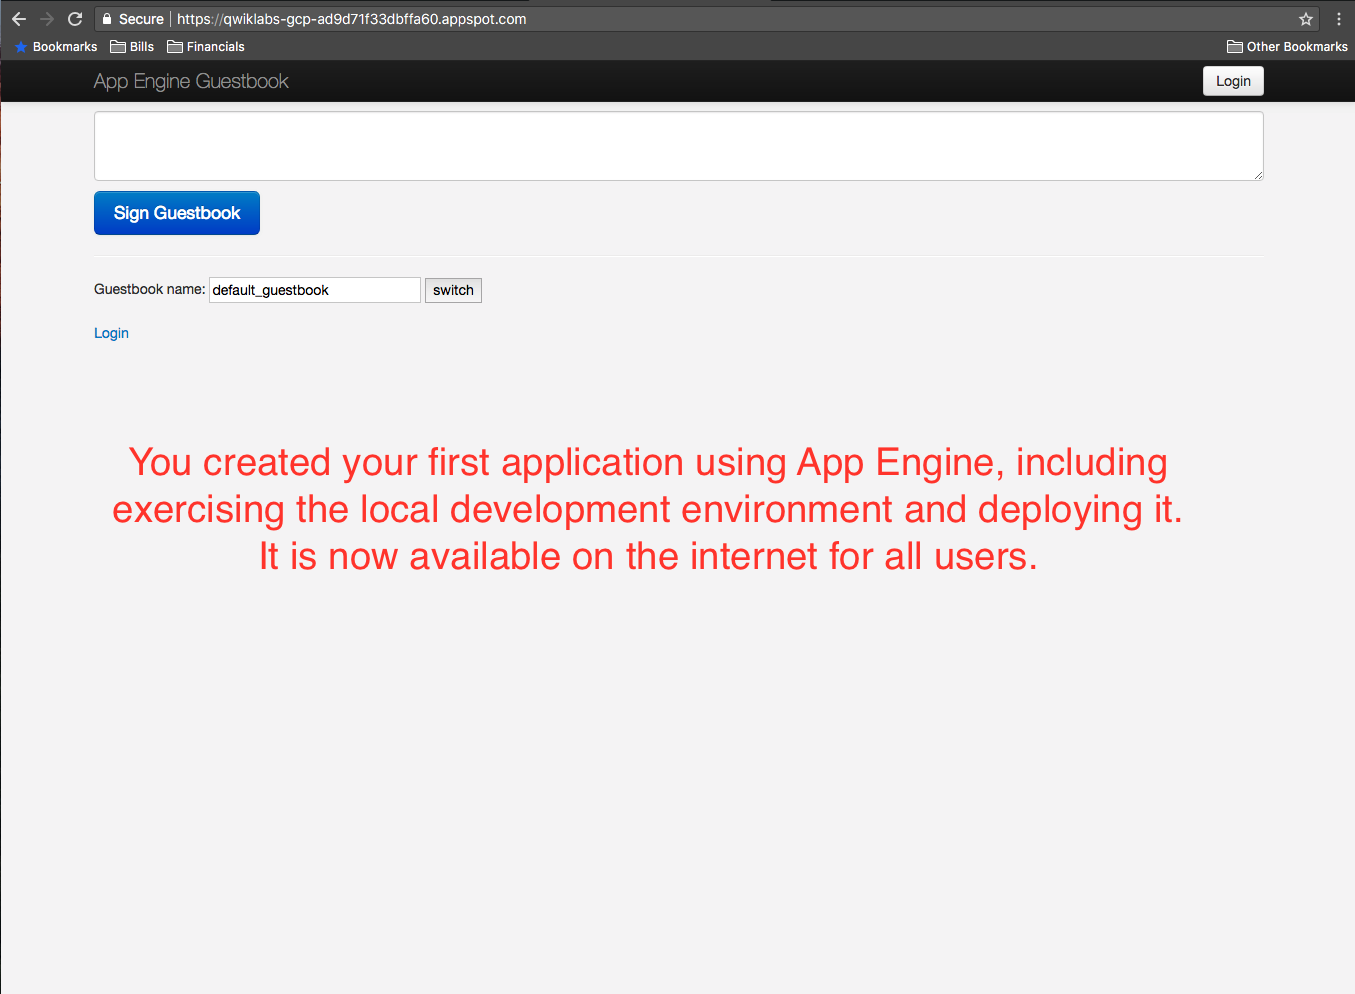 Secure | https://qwiklabs-gcp-ad9d71f33dbffa60.appspot.com
Bookmarks Bills Financials Other Bookmarks
App Engine Guestbook Login
Sign Guestbook
Guestbook name: default_guestbook switch
Login
You created your first application using App Engine, including
exercising the local development environment and deploying it.
It is now available on the internet for all users.